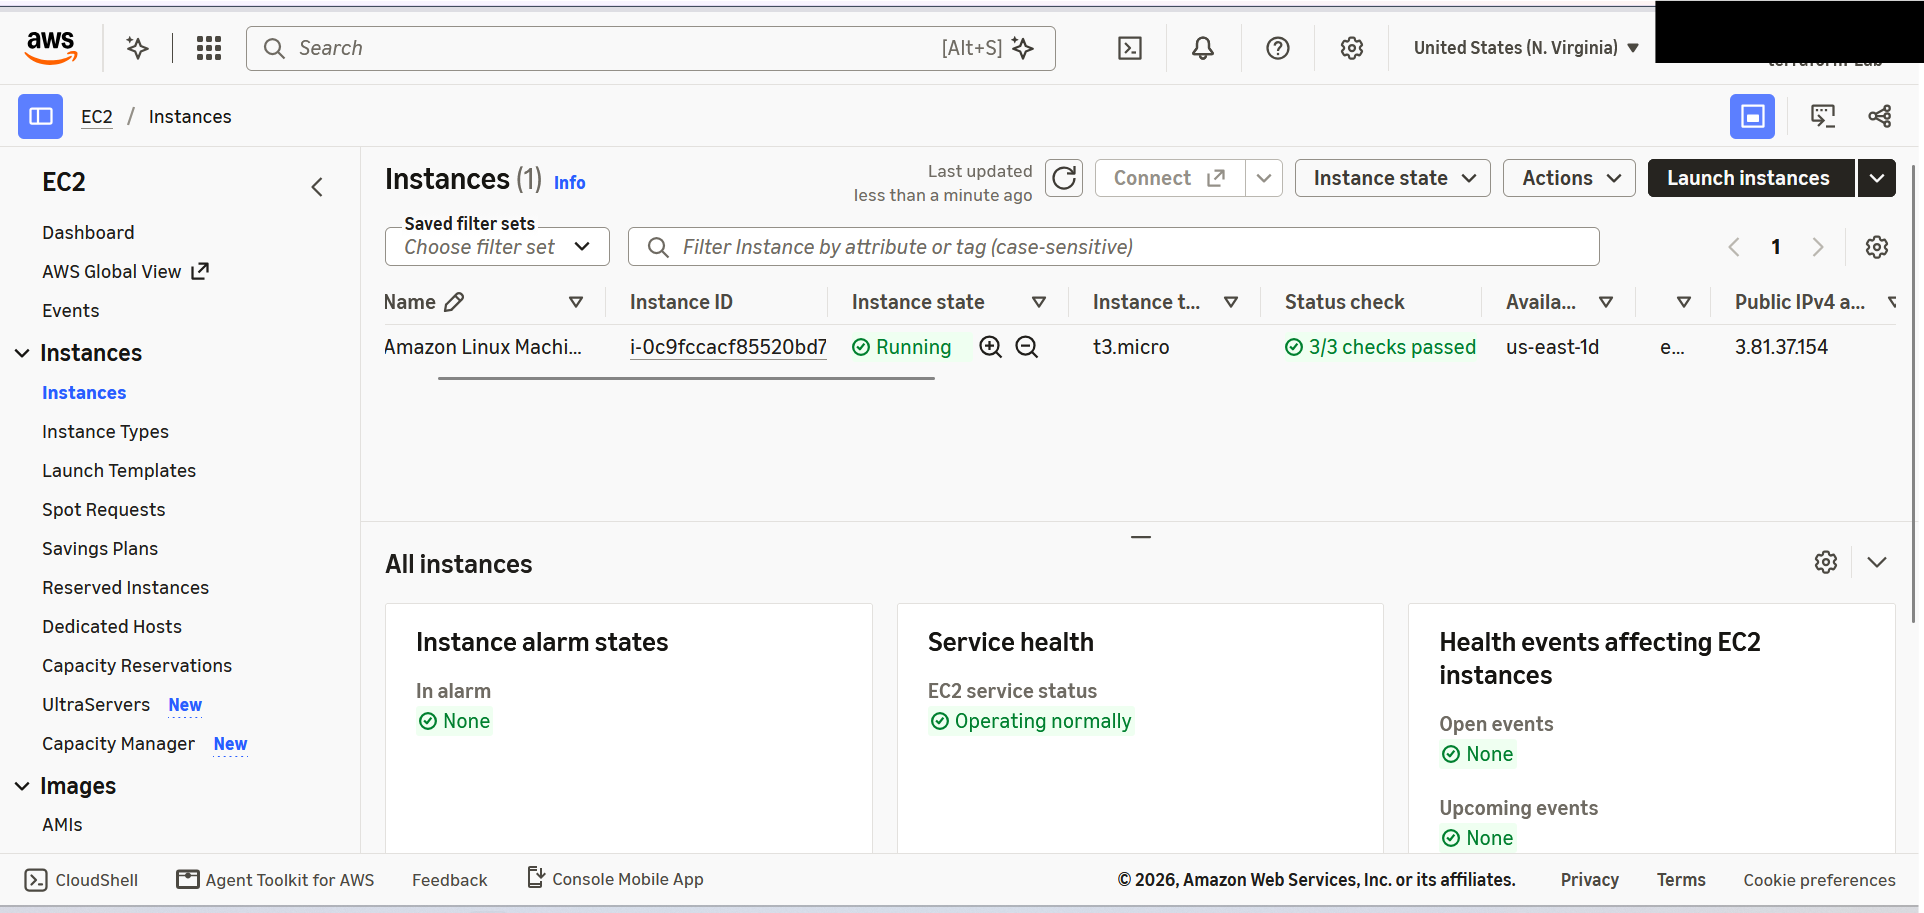 aws
Search
[Alt+S]
United States (N. Virginia)
EC2 / Instances
EC2
Dashboard
AWS Global View
Events
Instances
Instances
Instance Types
Launch Templates
Spot Requests
Savings Plans
Reserved Instances
Dedicated Hosts
Capacity Reservations
UltraServers New
Capacity Manager New
Images
AMIs
Instances (1) Info
Last updated
less than a minute ago
Connect
Instance state
Actions
Launch instances
Saved filter sets
Choose filter set
Filter Instance by attribute or tag (case-sensitive)
1
Name Instance ID Instance state Instance t... Status check Availa... Public IPv4 a...
Amazon Linux Machi... i-0c9fccacf85520bd7 Running t3.micro 3/3 checks passed us-east-1d e... 3.81.37.154
All instances
Instance alarm states
In alarm
None
Service health
EC2 service status
Operating normally
Health events affecting EC2
instances
Open events
None
Upcoming events
None
CloudShell Agent Toolkit for AWS Feedback Console Mobile App © 2026, Amazon Web Services, Inc. or its affiliates. Privacy Terms Cookie preferences